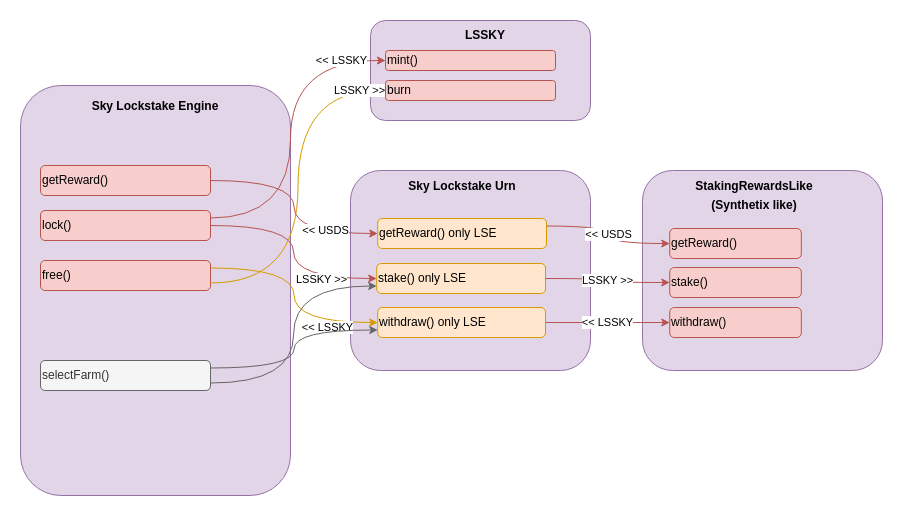 LSSKY
<< LSSKY
mint()
LSSKY >>
burn
Sky Lockstake Engine
getReward()
lock()
free()
selectFarm()
Sky Lockstake Urn
<< USDS
getReward() only LSE
LSSKY >>
stake() only LSE
<< LSSKY
withdraw() only LSE
<< USDS
LSSKY >>
<< LSSKY
StakingRewardsLike
(Synthetix like)
getReward()
stake()
withdraw()